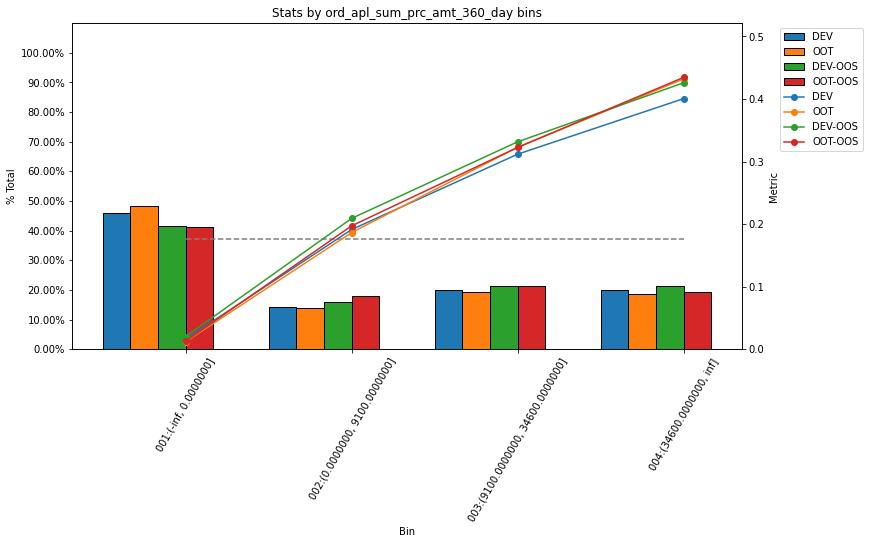 Stats by ord_apl_sum_prc_amt_360_day bins
100.00%
90.00%
80.00%
70.00%
60.00%
50.00%
40.00%
30.00%
20.00%
10.00%
0.00%
% Total
0.5
0.4
0.3
0.2
0.1
0.0
Metric
DEV
OOT
DEV-OOS
OOT-OOS
DEV
OOT
DEV-OOS
OOT-OOS
001:(-inf, 0.0000000]
002:(0.0000000, 9100.0000000]
003:(9100.0000000, 34600.0000000]
004:(34600.0000000, inf]
Bin